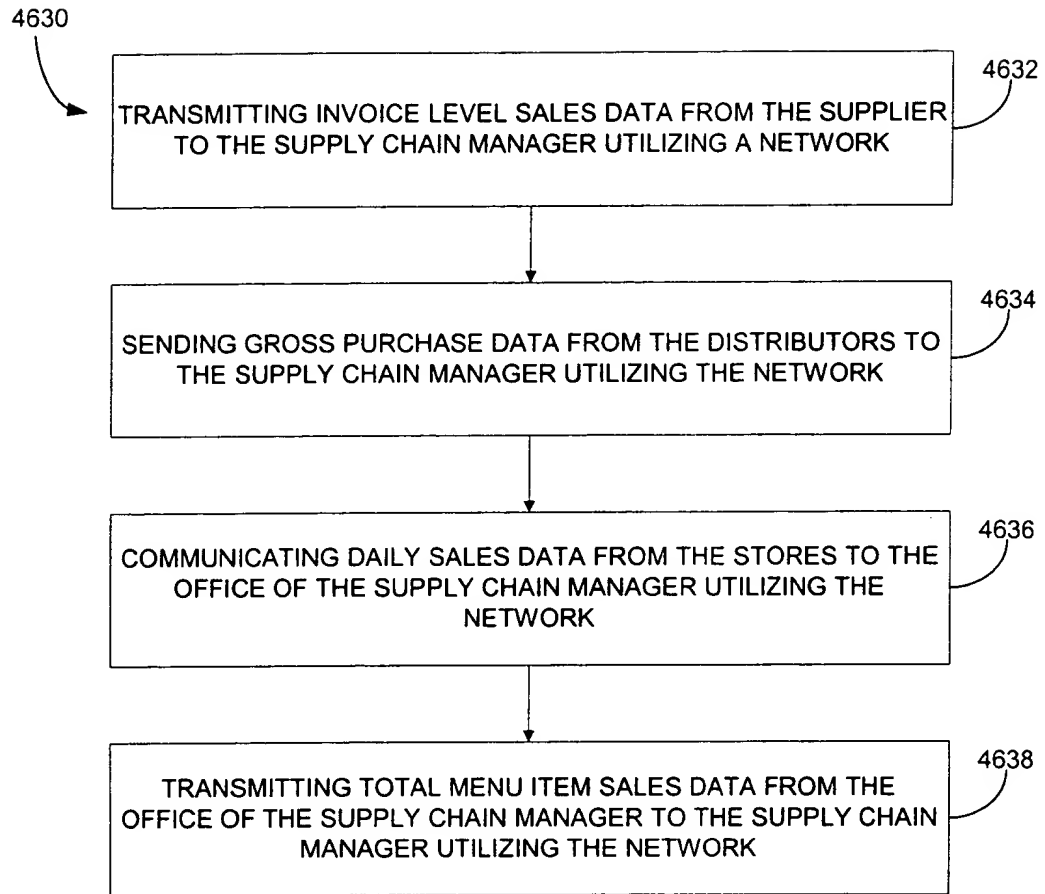 4630
4632
TRANSMITTING INVOICE LEVEL SALES DATA FROM THE SUPPLIER
TO THE SUPPLY CHAIN MANAGER UTILIZING A NETWORK
4634
SENDING GROSS PURCHASE DATA FROM THE DISTRIBUTORS TO
THE SUPPLY CHAIN MANAGER UTILIZING THE NETWORK
4636
COMMUNICATING DAILY SALES DATA FROM THE STORES TO THE
OFFICE OF THE SUPPLY CHAIN MANAGER UTILIZING THE
NETWORK
4638
TRANSMITTING TOTAL MENU ITEM SALES DATA FROM THE
OFFICE OF THE SUPPLY CHAIN MANAGER TO THE SUPPLY CHAIN
MANAGER UTILIZING THE NETWORK